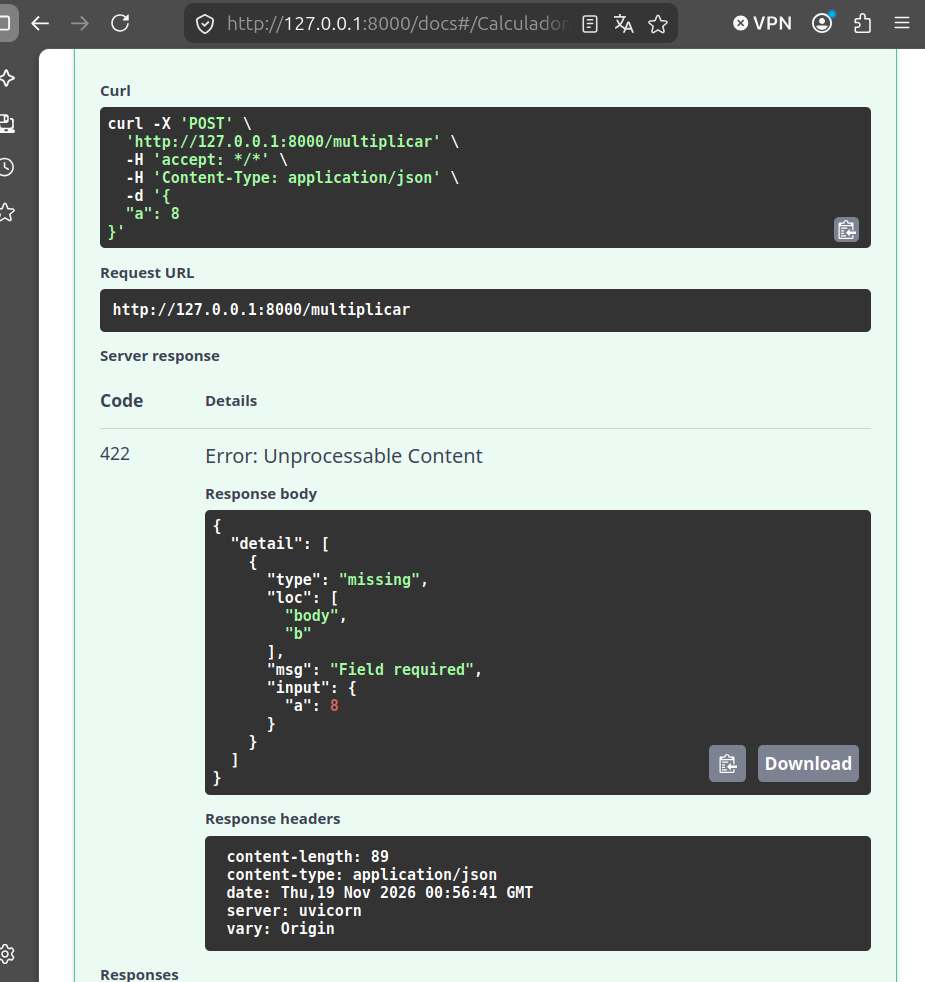 http://127.0.0.1:8000/docs#/Calculador
VPN
Curl
curl -X 'POST' \
  'http://127.0.0.1:8000/multiplicar' \
  -H 'accept: */*' \
  -H 'Content-Type: application/json' \
  -d '{
  "a": 8
}'
Request URL
http://127.0.0.1:8000/multiplicar
Server response
Code Details
422 Error: Unprocessable Content
Response body
{
  "detail": [
    {
      "type": "missing",
      "loc": [
        "body",
        "b"
      ],
      "msg": "Field required",
      "input": {
        "a": 8
      }
    }
  ]
}
Download
Response headers
content-length: 89
content-type: application/json
date: Thu,19 Nov 2026 00:56:41 GMT
server: uvicorn
vary: Origin
Responses